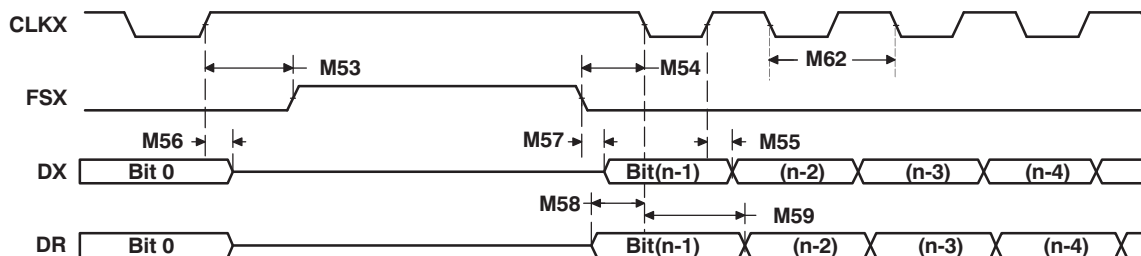 CLKX
M53 M54 M62
FSX
M56 M57 M55
DX Bit 0 Bit(n-1) (n-2) (n-3) (n-4)
M58 M59
DR Bit 0 Bit(n-1) (n-2) (n-3) (n-4)